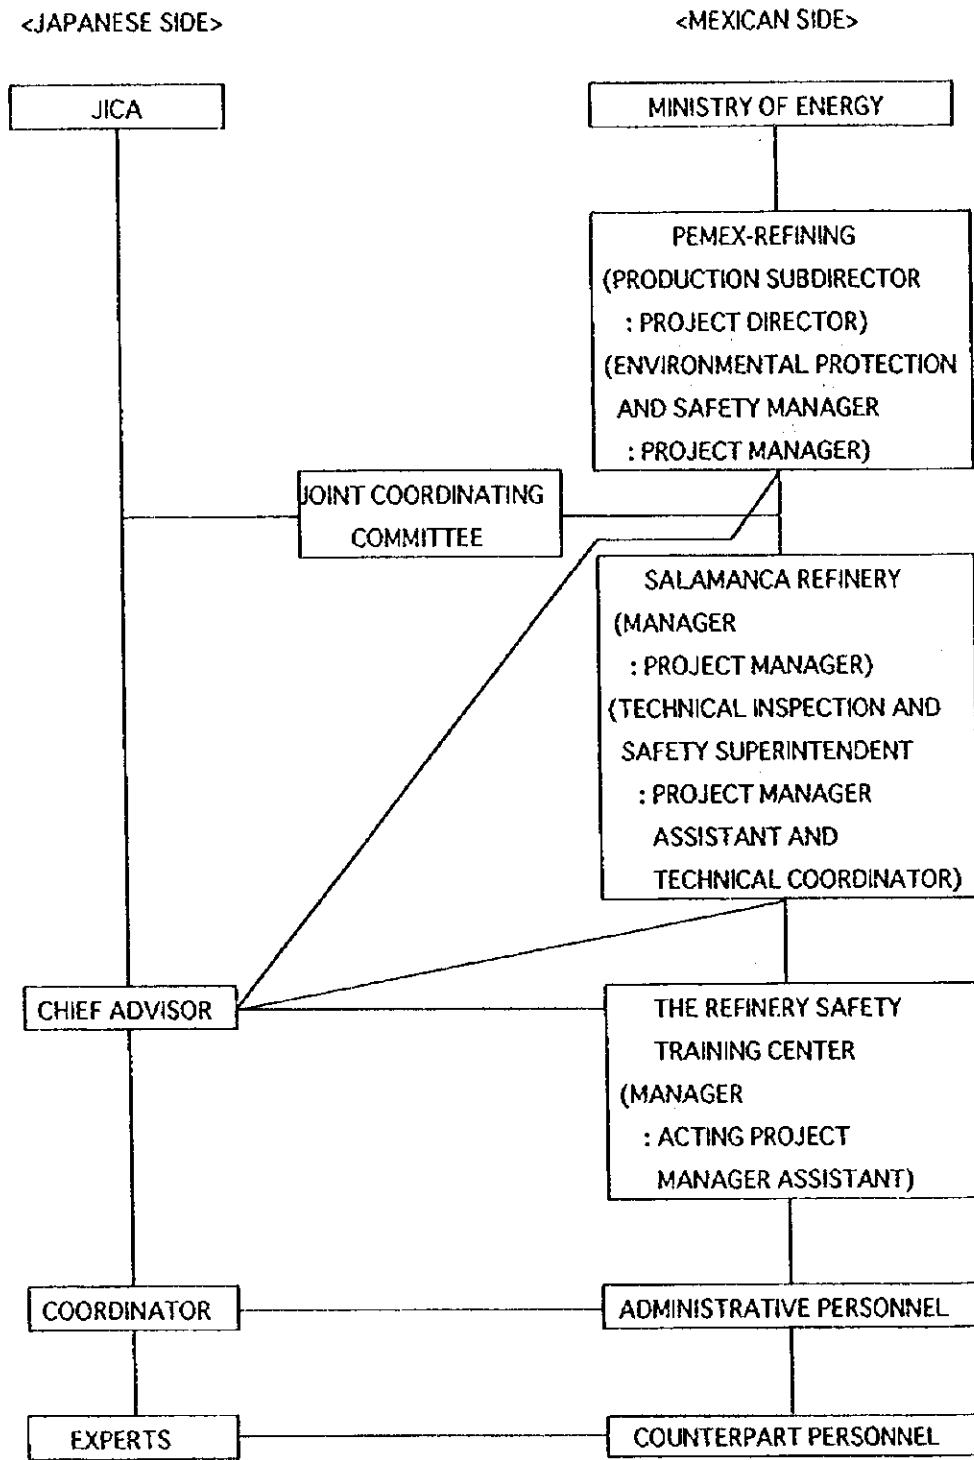 <JAPANESE SIDE>
<MEXICAN SIDE>
JICA
MINISTRY OF ENERGY
PEMEX-REFINING
(PRODUCTION SUBDIRECTOR
: PROJECT DIRECTOR)
(ENVIRONMENTAL PROTECTION
AND SAFETY MANAGER
: PROJECT MANAGER)
JOINT COORDINATING
COMMITTEE
SALAMANCA REFINERY
(MANAGER
: PROJECT MANAGER)
(TECHNICAL INSPECTION AND
SAFETY SUPERINTENDENT
: PROJECT MANAGER
ASSISTANT AND
TECHNICAL COORDINATOR)
CHIEF ADVISOR
THE REFINERY SAFETY
TRAINING CENTER
(MANAGER
: ACTING PROJECT
MANAGER ASSISTANT)
COORDINATOR
ADMINISTRATIVE PERSONNEL
EXPERTS
COUNTERPART PERSONNEL